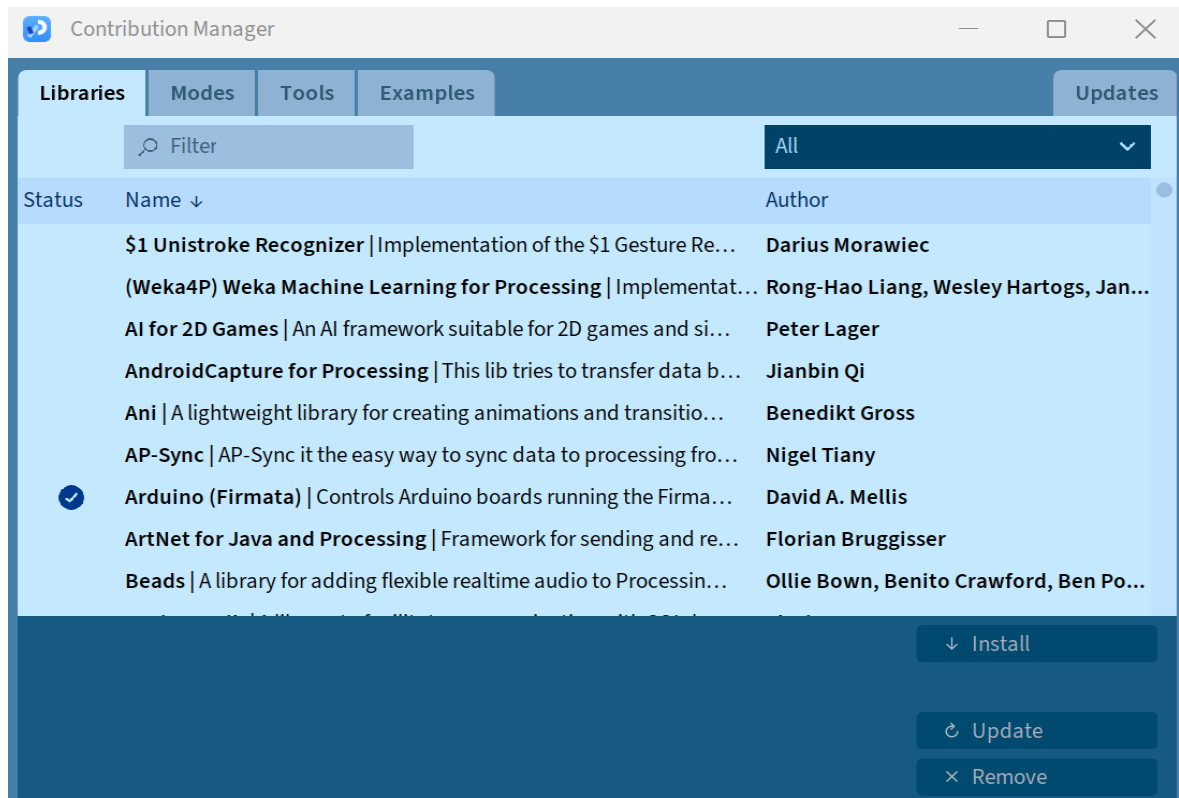 Contribution Manager
Libraries Modes Tools Examples Updates
Filter All
Status Name ↓ Author
$1 Unistroke Recognizer | Implementation of the $1 Gesture Re… Darius Morawiec
(Weka4P) Weka Machine Learning for Processing | Implementat… Rong-Hao Liang, Wesley Hartogs, Jan…
AI for 2D Games | An AI framework suitable for 2D games and si… Peter Lager
AndroidCapture for Processing | This lib tries to transfer data b… Jianbin Qi
Ani | A lightweight library for creating animations and transitio… Benedikt Gross
AP-Sync | AP-Sync it the easy way to sync data to processing fro… Nigel Tiany
Arduino (Firmata) | Controls Arduino boards running the Firma… David A. Mellis
ArtNet for Java and Processing | Framework for sending and re… Florian Bruggisser
Beads | A library for adding flexible realtime audio to Processin… Ollie Bown, Benito Crawford, Ben Po…
↓ Install
Update
Remove